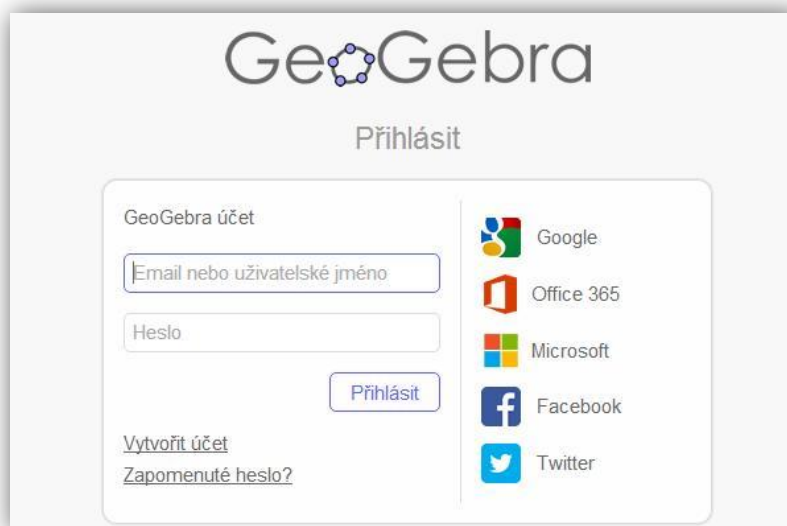 GeoGebra
Přihlásit
GeoGebra účet
Email nebo uživatelské jméno
Heslo
Přihlásit
Vytvořit účet
Zapomenuté heslo?
Google
Office 365
Microsoft
Facebook
Twitter